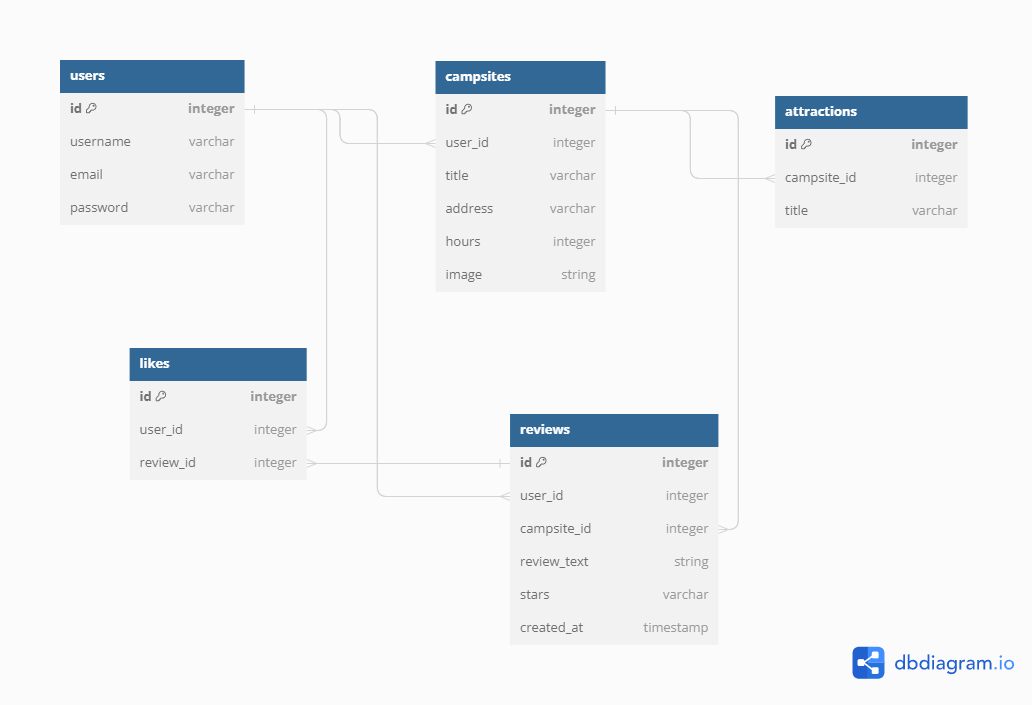 users
id integer
username varchar
email varchar
password varchar
campsites
id integer
user_id integer
title varchar
address varchar
hours integer
image string
attractions
id integer
campsite_id integer
title varchar
likes
id integer
user_id integer
review_id integer
reviews
id integer
user_id integer
campsite_id integer
review_text string
stars varchar
created_at timestamp
dbdiagram.io